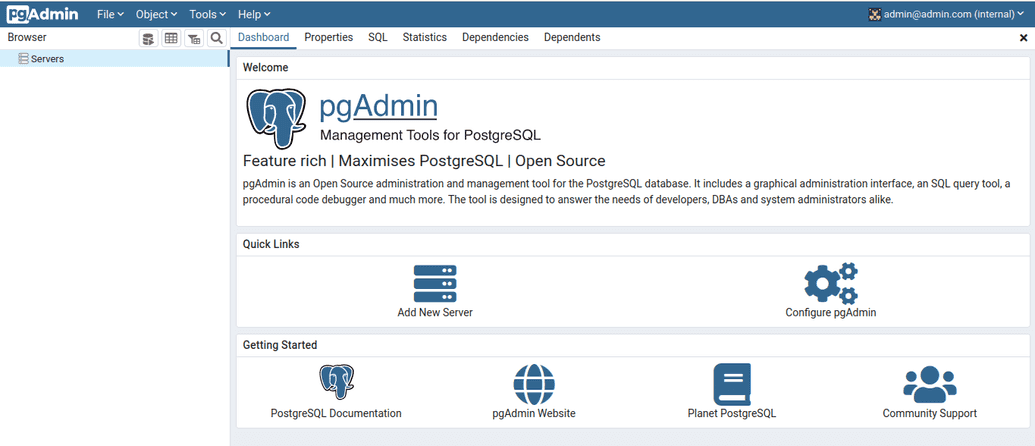 pgAdmin File Object Tools Help admin@admin.com (internal)
Browser Dashboard Properties SQL Statistics Dependencies Dependents
Servers
Welcome
pgAdmin
Management Tools for PostgreSQL
Feature rich | Maximises PostgreSQL | Open Source
pgAdmin is an Open Source administration and management tool for the PostgreSQL database. It includes a graphical administration interface, an SQL query tool, a
procedural code debugger and much more. The tool is designed to answer the needs of developers, DBAs and system administrators alike.
Quick Links
Add New Server Configure pgAdmin
Getting Started
PostgreSQL Documentation pgAdmin Website Planet PostgreSQL Community Support